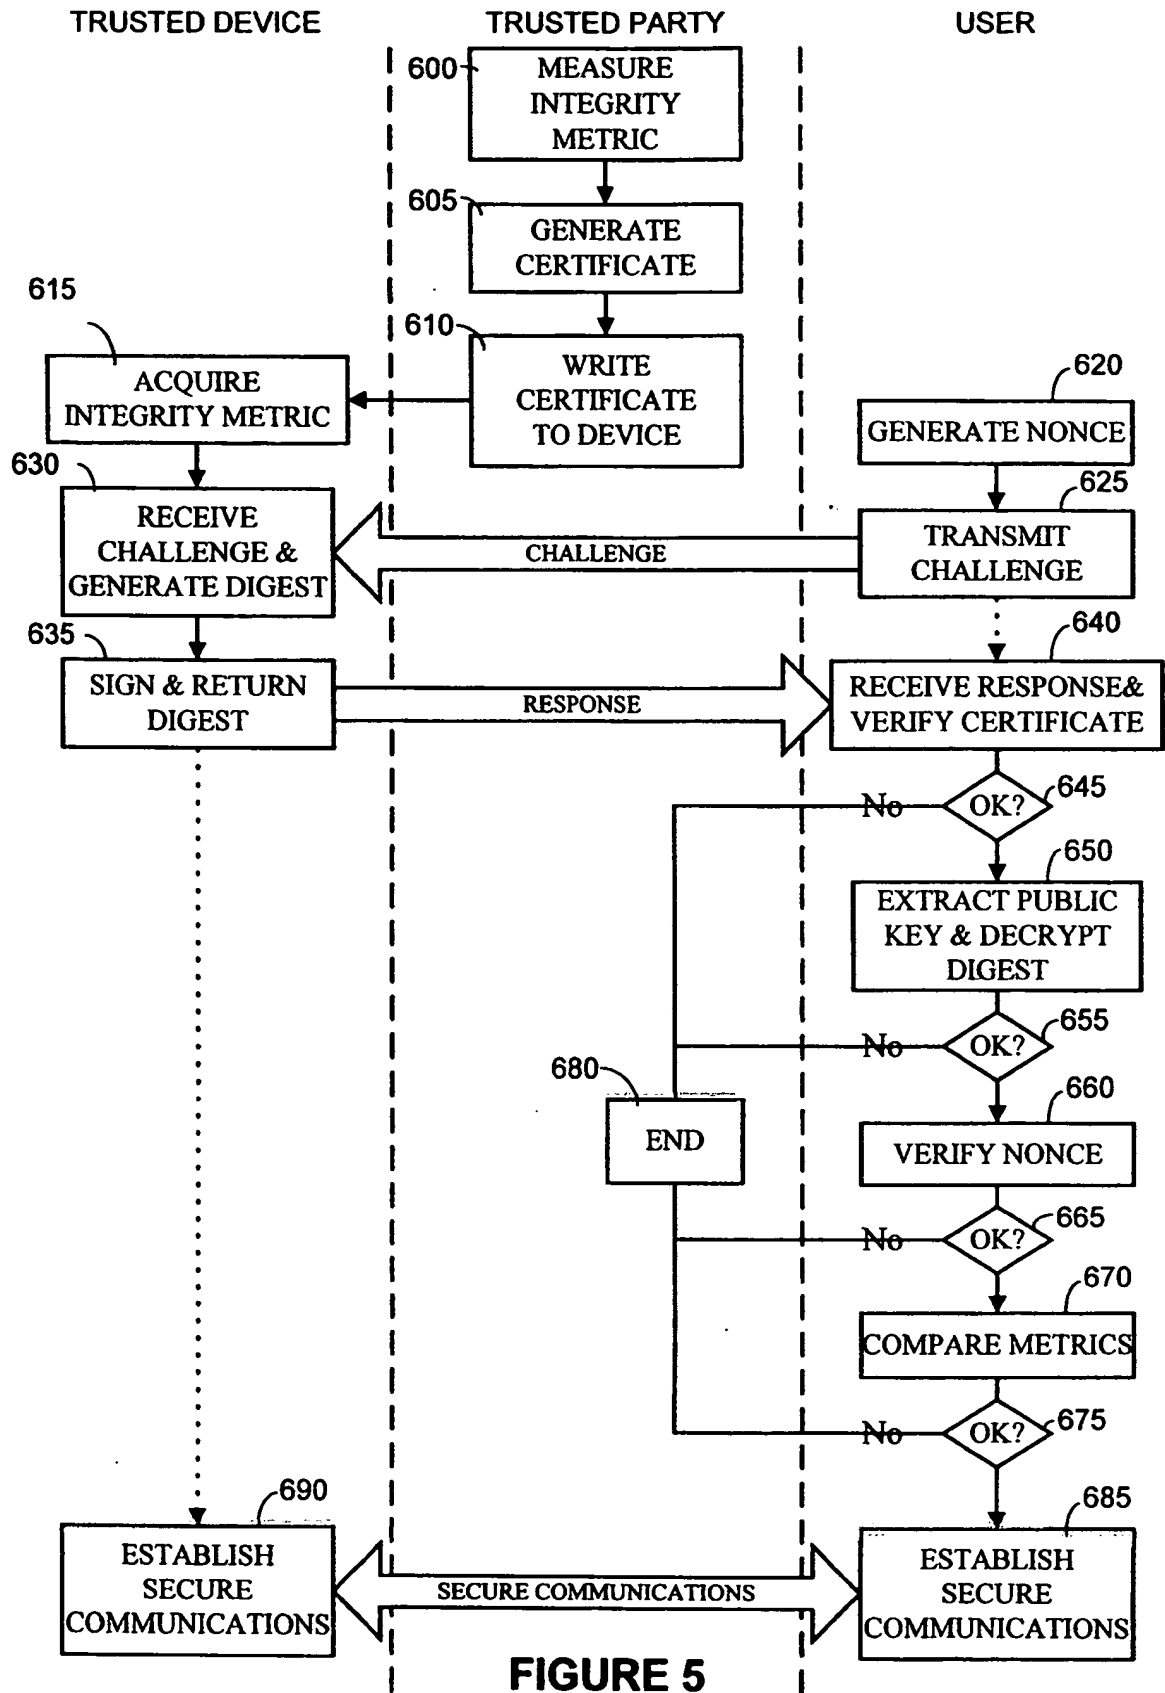 TRUSTED DEVICE
TRUSTED PARTY
USER
600
MEASURE
INTEGRITY
METRIC
605
GENERATE
CERTIFICATE
615
610
WRITE
CERTIFICATE
TO DEVICE
ACQUIRE
INTEGRITY METRIC
620
GENERATE NONCE
630
RECEIVE
CHALLENGE &
GENERATE DIGEST
CHALLENGE
625
TRANSMIT
CHALLENGE
635
SIGN & RETURN
DIGEST
RESPONSE
640
RECEIVE RESPONSE&
VERIFY CERTIFICATE
No
OK?
645
650
EXTRACT PUBLIC
KEY & DECRYPT
DIGEST
No
OK?
655
680
END
660
VERIFY NONCE
No
OK?
665
670
COMPARE METRICS
No
OK?
675
690
ESTABLISH
SECURE
COMMUNICATIONS
SECURE COMMUNICATIONS
685
ESTABLISH
SECURE
COMMUNICATIONS
FIGURE 5